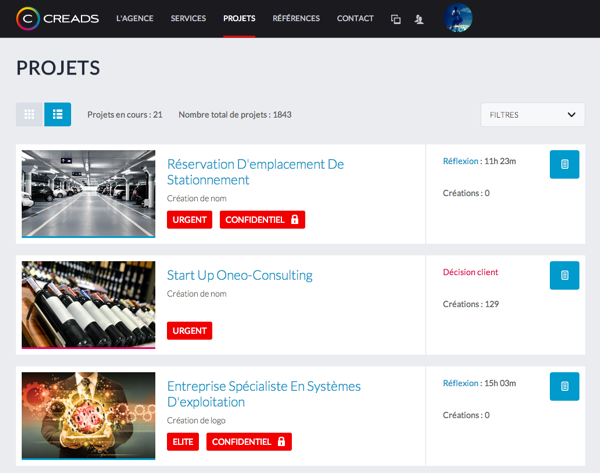 CREADS
L'AGENCE SERVICES PROJETS RÉFÉRENCES CONTACT
PROJETS
Projets en cours : 21 Nombre total de projets : 1843
FILTRES
Réservation D'emplacement De
Stationnement
Création de nom
URGENT CONFIDENTIEL
Réflexion : 11h 23m
Créations : 0
Start Up Oneo-Consulting
Création de nom
URGENT
Décision client
Créations : 129
Entreprise Spécialiste En Systèmes
D'exploitation
Création de logo
ELITE CONFIDENTIEL
Réflexion : 15h 03m
Créations : 0